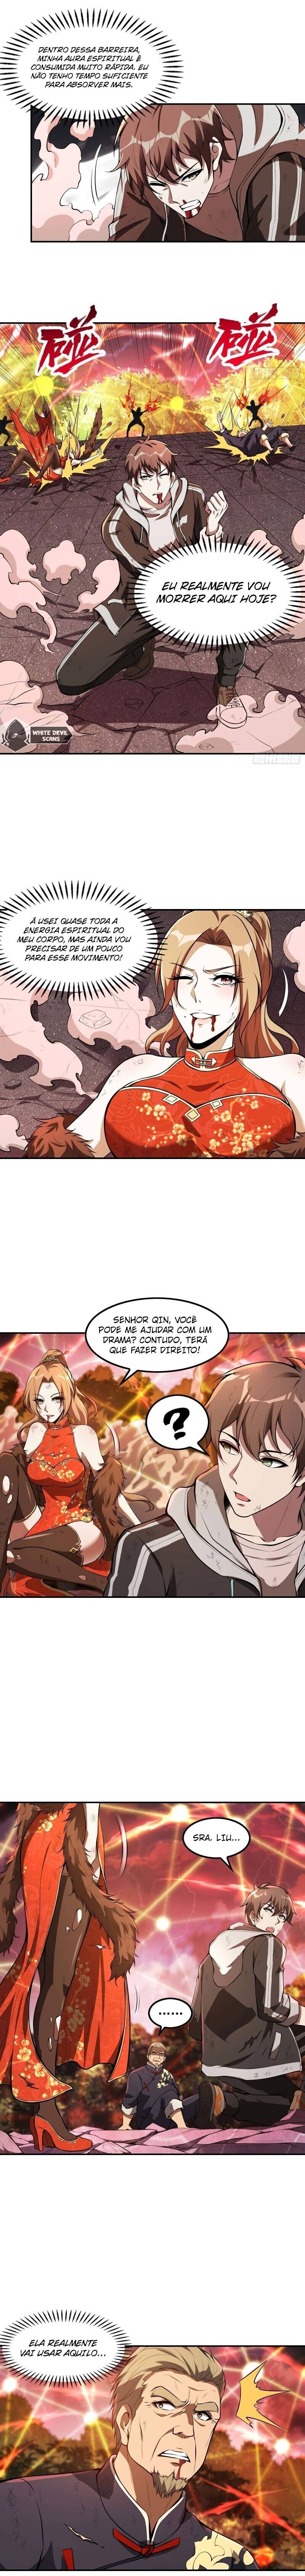 DENTRO DESSA BARREIRA,
MINHA AURA ESPIRITUAL É
CONSUMIDA MUITO RÁPIDA. EU
NÃO TENHO TEMPO SUFICIENTE
PARA ABSORVER MAIS.
碰
碰
EU REALMENTE VOU
MORRER AQUI HOJE?
WHITE DEVIL
SCANS
Á USEI QUASE TODA A
ENERGIA ESPIRITUAL DO
MEU CORPO, MAS AINDA VOU
PRECISAR DE UM POUCO
PARA ESSE MOVIMENTO!
SENHOR QIN, VOCÊ
PODE ME AJUDAR COM UM
DRAMA? CONTUDO, TERÁ
QUE FAZER DIREITO!
?
SRA. LIU...
......
ELA REALMENTE
VAI USAR AQUILO...